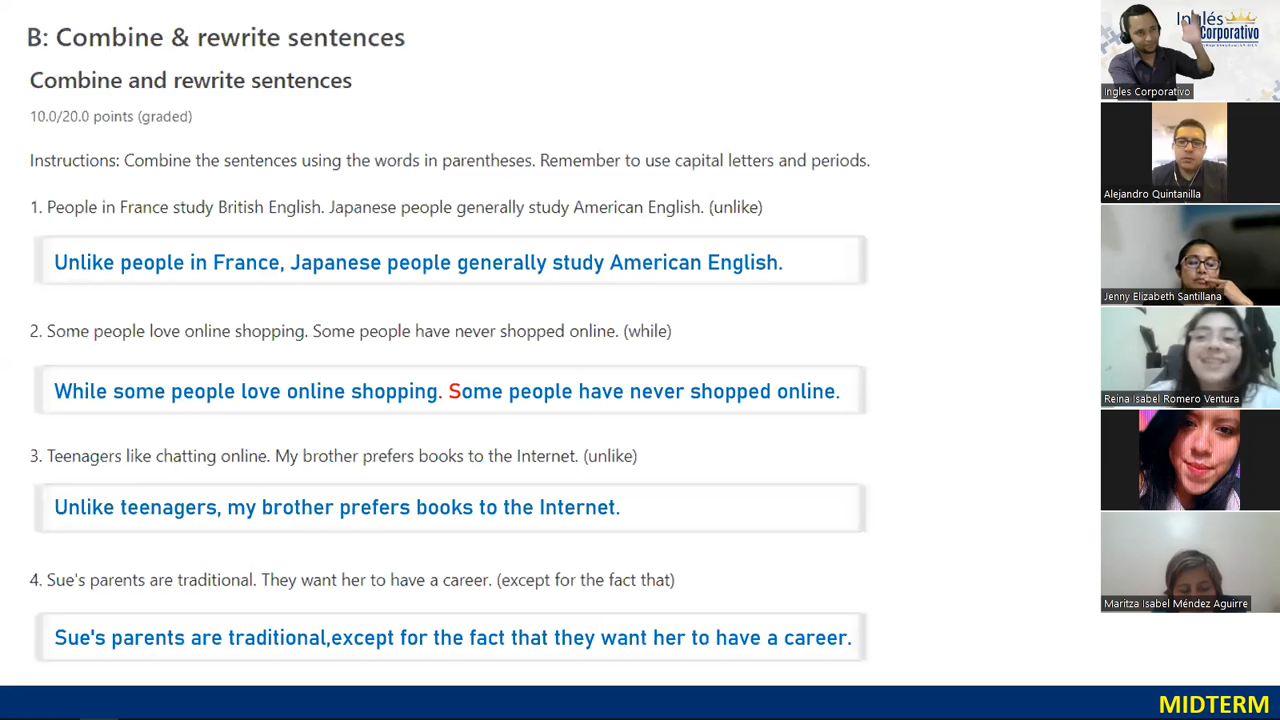 B: Combine & rewrite sentences
Combine and rewrite sentences
10.0/20.0 points (graded)
Instructions: Combine the sentences using the words in parentheses. Remember to use capital letters and periods.
1. People in France study British English. Japanese people generally study American English. (unlike)
Unlike people in France, Japanese people generally study American English.
2. Some people love online shopping. Some people have never shopped online. (while)
While some people love online shopping. Some people have never shopped online.
3. Teenagers like chatting online. My brother prefers books to the Internet. (unlike)
Unlike teenagers, my brother prefers books to the Internet.
4. Sue's parents are traditional. They want her to have a career. (except for the fact that)
Sue's parents are traditional,except for the fact that they want her to have a career.
MIDTERM
Inglés
Corporativo
Ingles Corporativo
Alejandro Quintanilla
Jenny Elizabeth Santillana
Reina Isabel Romero Ventura
Maritza Isabel Méndez Aguirre